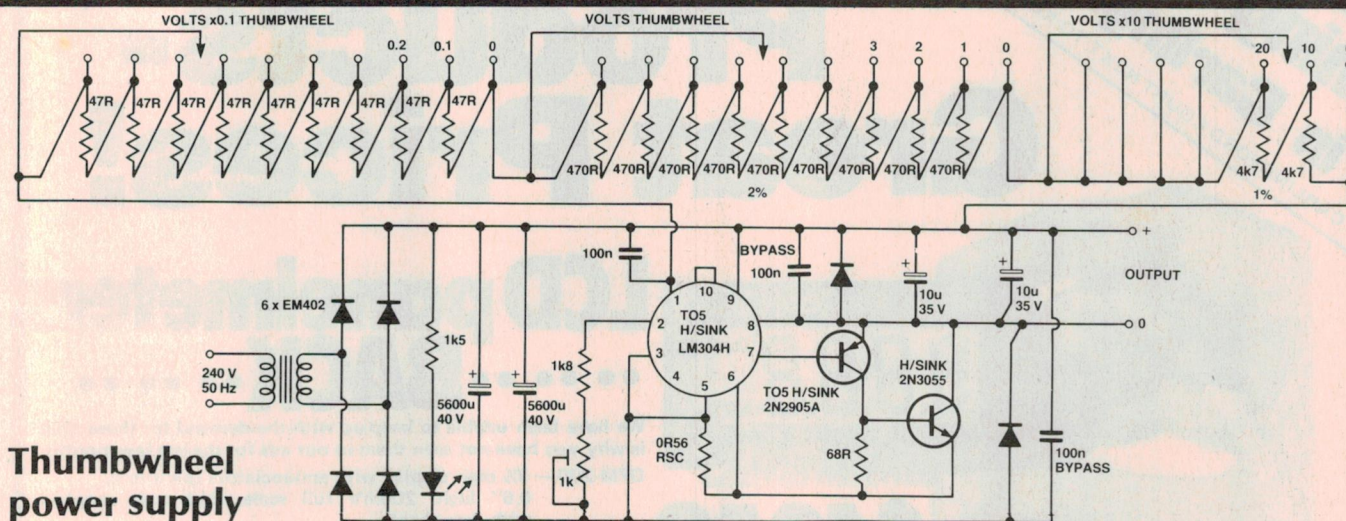 VOLTS x0.1 THUMBWHEEL
VOLTS THUMBWHEEL
VOLTS x10 THUMBWHEEL
0.2 0.1 0
3 2 1 0
20 10
47R 47R 47R 47R 47R 47R 47R 47R 47R
470R 470R 470R 470R 470R 470R 470R 470R 470R
4k7 4k7
2%
1%
100n
BYPASS
100n
+
10u
35 V
+
10u
35 V
+
OUTPUT
0
6 x EM402
1k5
240 V
50 Hz
+
5600u
40 V
+
5600u
40 V
1k8
1k
1 10 9
2 8
3 7
4 5 6
TO5
H/SINK
LM304H
0R56
RSC
TO5 H/SINK
2N2905A
68R
H/SINK
2N3055
100n
BYPASS
Thumbwheel
power supply